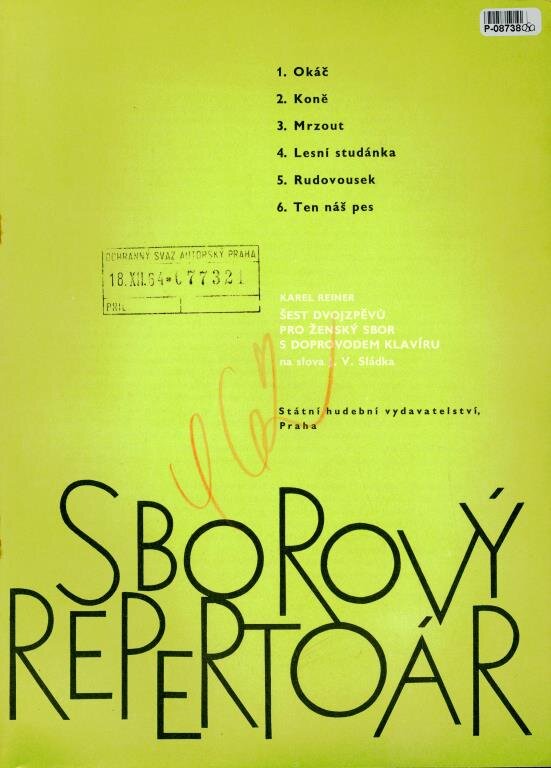 P-08738
1. Okáč
2. Koně
3. Mrzout
4. Lesní studánka
5. Rudovousek
6. Ten náš pes
OCHRANNÝ SVAZ AUTORSKÝ PRAHA
18.XII.64*077321
PŘÍL.
KAREL REINER
ŠEST DVOJZPĚVŮ
PRO ŽENSKÝ SBOR
S DOPROVODEM KLAVÍRU
na slova J. V. Sládka
Státní hudební vydavatelství,
Praha
SBOROVÝ
REPERTOÁR